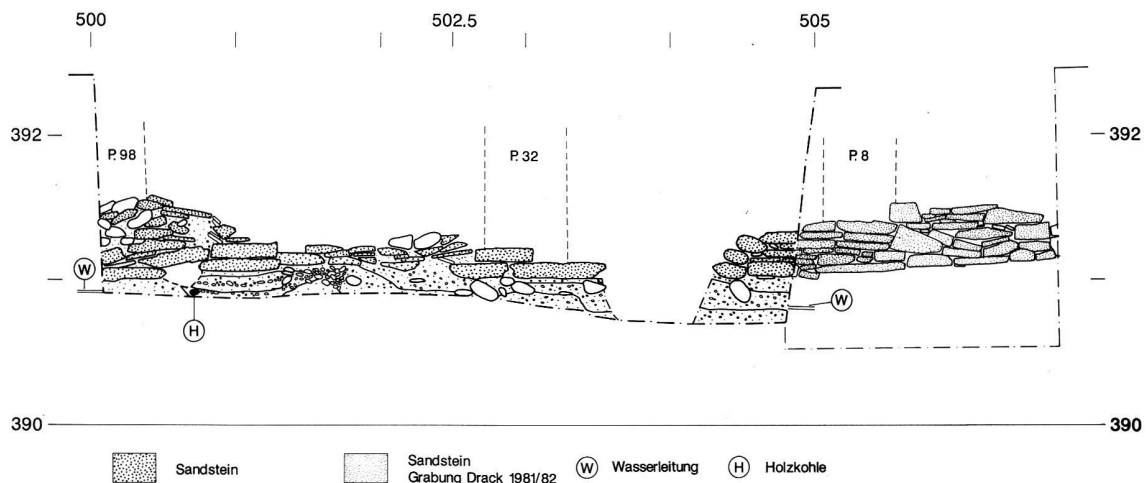 500 502.5 505
392 392
P. 98 P. 32 P. 8
W
W
H
390 390
Sandstein Sandstein W Wasserleitung H Holzkohle
Grabung Drack 1981/82